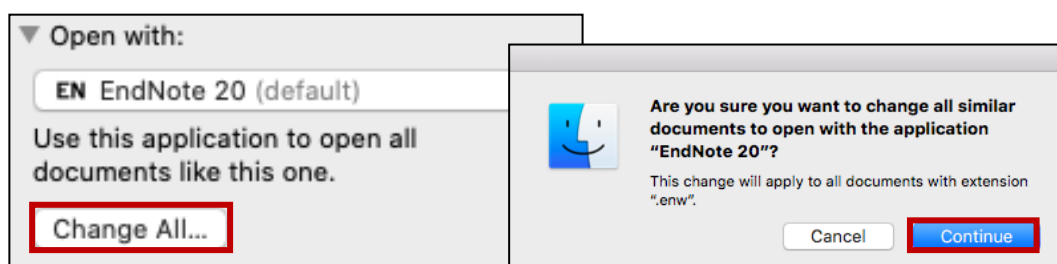 Open with:
EN EndNote 20 (default)
Use this application to open all
documents like this one.
Change All...
Are you sure you want to change all similar
documents to open with the application
“EndNote 20”?
This change will apply to all documents with extension
“.enw”.
Cancel
Continue